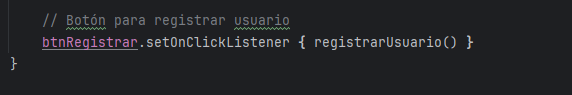 // Botón para registrar usuario
btnRegistrar.setOnClickListener { registrarUsuario() }
}